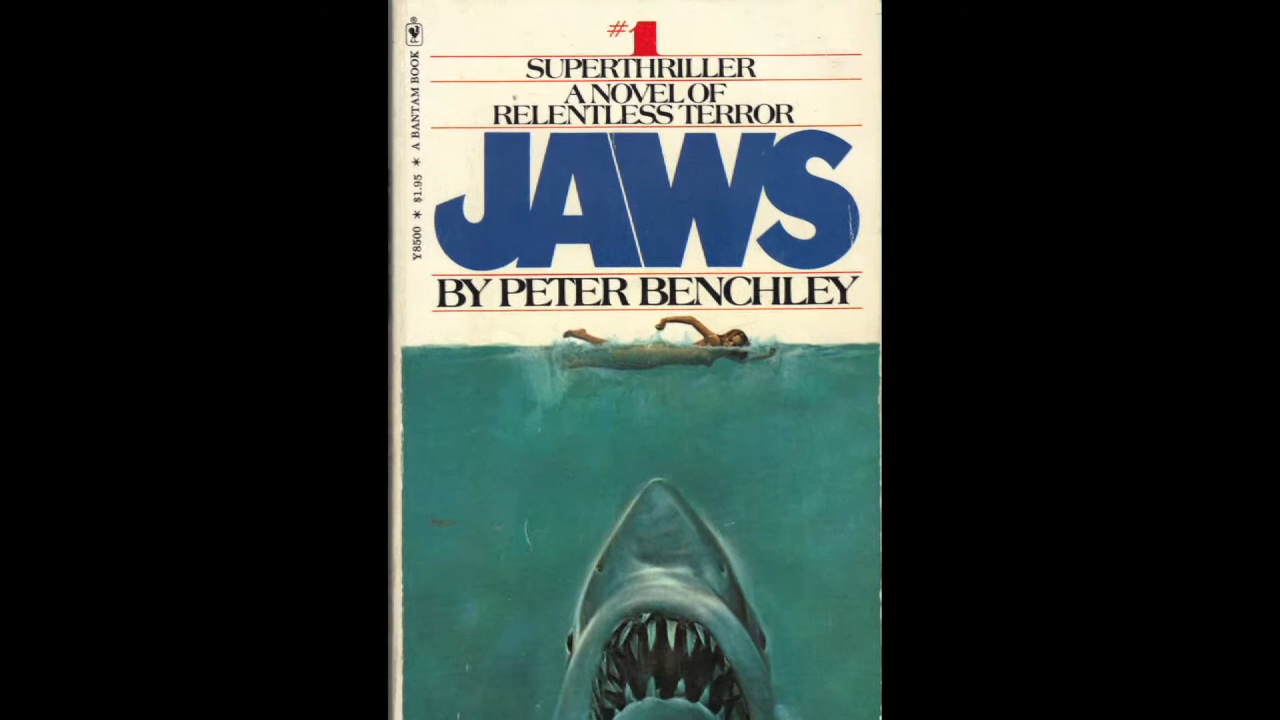 #1
SUPERTHRILLER
A NOVEL OF
RELENTLESS TERROR
JAWS
BY PETER BENCHLEY
Y8500 * $1.95 * A BANTAM BOOK